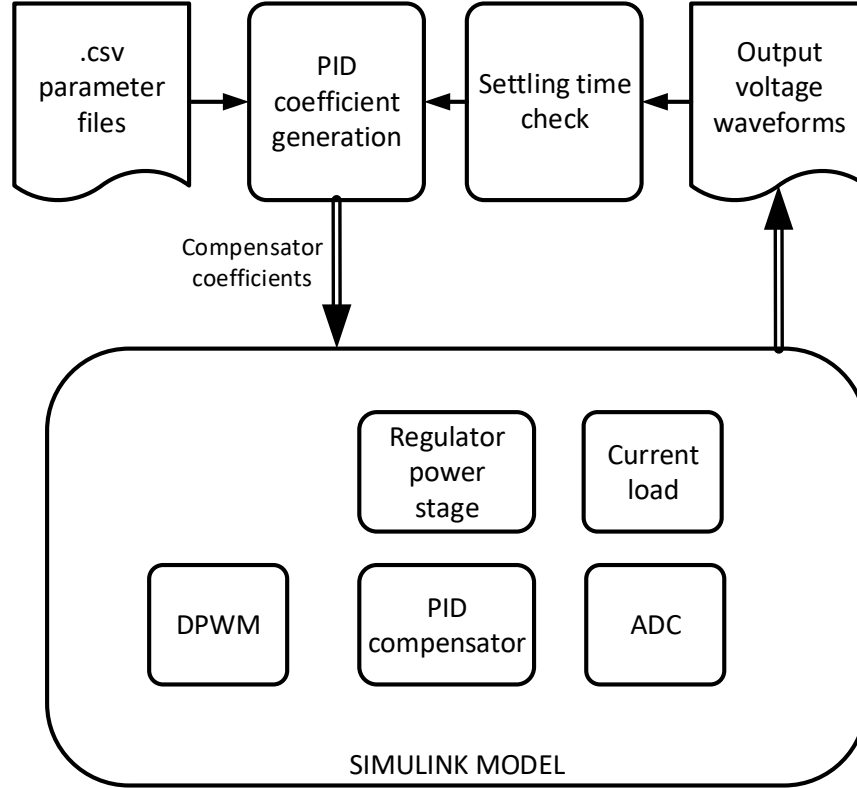 .csv
parameter
files
PID
coefficient
generation
Settling time
check
Output
voltage
waveforms
Compensator
coefficients
Regulator
power
stage
Current
load
DPWM
PID
compensator
ADC
SIMULINK MODEL